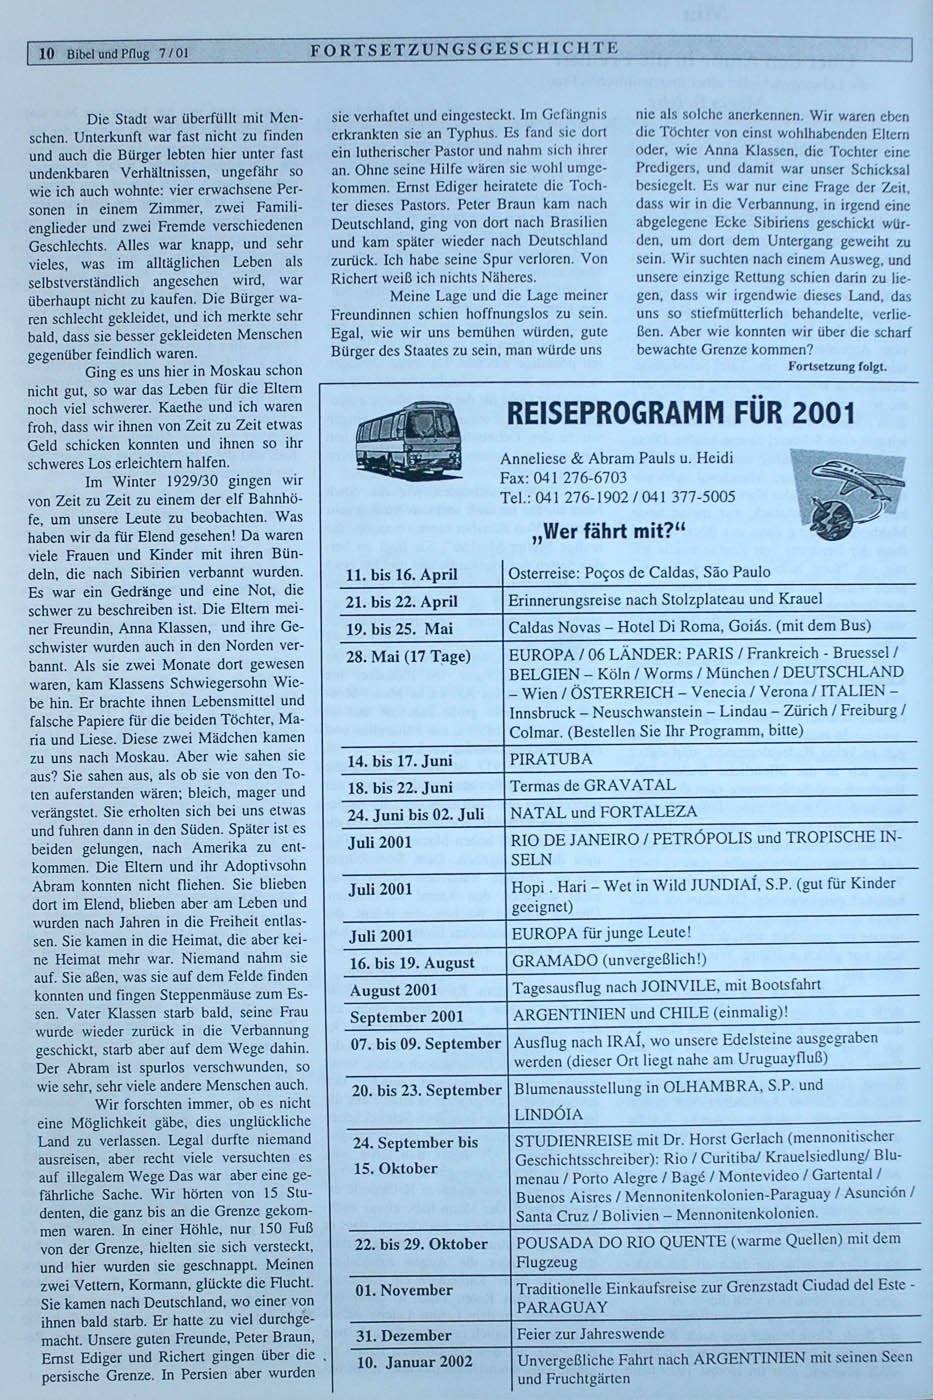 10 Bibel und Pflug 7/01 FORTSETZUNGSGESCHICHTE
Die Stadt war überfüllt mit Men-
schen. Unterkunft war fast nicht zu finden
und auch die Bürger lebten hier unter fast
undenkbaren Verhältnissen, ungefähr so
wie ich auch wohnte: vier erwachsene Per-
sonen in einem Zimmer, zwei Famili-
englieder und zwei Fremde verschiedenen
Geschlechts. Alles war knapp, und sehr
vieles, was im alltäglichen Leben als
selbstverständlich angesehen wird, war
überhaupt nicht zu kaufen. Die Bürger wa-
ren schlecht gekleidet, und ich merkte sehr
bald, dass sie besser gekleideten Menschen
gegenüber feindlich waren.
Ging es uns hier in Moskau schon
nicht gut, so war das Leben für die Eltern
noch viel schwerer. Kaethe und ich waren
froh, dass wir ihnen von Zeit zu Zeit etwas
Geld schicken konnten und ihnen so ihr
schweres Los erleichtern halfen.
Im Winter 1929/30 gingen wir
von Zeit zu Zeit zu einem der elf Bahnhö-
fe, um unsere Leute zu beobachten. Was
haben wir da für Elend gesehen! Da waren
viele Frauen und Kinder mit ihren Bün-
deln, die nach Sibirien verbannt wurden.
Es war ein Gedränge und eine Not, die
schwer zu beschreiben ist. Die Eltern mei-
ner Freundin, Anna Klassen, und ihre Ge-
schwister wurden auch in den Norden ver-
bannt. Als sie zwei Monate dort gewesen
waren, kam Klassens Schwiegersohn Wie-
be hin. Er brachte ihnen Lebensmittel und
falsche Papiere für die beiden Töchter, Ma-
ria und Liese. Diese zwei Mädchen kamen
zu uns nach Moskau. Aber wie sahen sie
aus? Sie sahen aus, als ob sie von den To-
ten auferstanden wären; bleich, mager und
verängstet. Sie erholten sich bei uns etwas
und fuhren dann in den Süden. Später ist es
beiden gelungen, nach Amerika zu ent-
kommen. Die Eltern und ihr Adoptivsohn
Abram konnten nicht fliehen. Sie blieben
dort im Elend, blieben aber am Leben und
wurden nach Jahren in die Freiheit entlas-
sen. Sie kamen in die Heimat, die aber kei-
ne Heimat mehr war. Niemand nahm sie
auf. Sie aßen, was sie auf dem Felde finden
konnten und fingen Steppenmäuse zum Es-
sen. Vater Klassen starb bald, seine Frau
wurde wieder zurück in die Verbannung
geschickt, starb aber auf dem Wege dahin.
Der Abram ist spurlos verschwunden, so
wie sehr, sehr viele andere Menschen auch.
Wir forschten immer, ob es nicht
eine Möglichkeit gäbe, dies unglückliche
Land zu verlassen. Legal durfte niemand
ausreisen, aber recht viele versuchten es
auf illegalem Wege Das war aber eine ge-
fährliche Sache. Wir hörten von 15 Stu-
denten, die ganz bis an die Grenze gekom-
men waren. In einer Höhle, nur 150 Fuß
von der Grenze, hielten sie sich versteckt,
und hier wurden sie geschnappt. Meinen
zwei Vettern, Kormann, glückte die Flucht.
Sie kamen nach Deutschland, wo einer von
ihnen bald starb. Er hatte zu viel durchge-
macht. Unsere guten Freunde, Peter Braun,
Ernst Ediger und Richert gingen über die
persische Grenze. In Persien aber wurden
sie verhaftet und eingesteckt. Im Gefängnis
erkrankten sie an Typhus. Es fand sie dort
ein lutherischer Pastor und nahm sich ihrer
an. Ohne seine Hilfe wären sie wohl umge-
kommen. Ernst Ediger heiratete die Toch-
ter dieses Pastors. Peter Braun kam nach
Deutschland, ging von dort nach Brasilien
und kam später wieder nach Deutschland
zurück. Ich habe seine Spur verloren. Von
Richert weiß ich nichts Näheres.
Meine Lage und die Lage meiner
Freundinnen schien hoffnungslos zu sein.
Egal, wie wir uns bemühen würden, gute
Bürger des Staates zu sein, man würde uns
nie als solche anerkennen. Wir waren eben
die Töchter von einst wohlhabenden Eltern
oder, wie Anna Klassen, die Tochter eine
Predigers, und damit war unser Schicksal
besiegelt. Es war nur eine Frage der Zeit,
dass wir in die Verbannung, in irgend eine
abgelegene Ecke Sibiriens geschickt wür-
den, um dort dem Untergang geweiht zu
sein. Wir suchten nach einem Ausweg, und
unsere einzige Rettung schien darin zu lie-
gen, dass wir irgendwie dieses Land, das
uns so stiefmütterlich behandelte, verlie-
ßen. Aber wie konnten wir über die scharf
bewachte Grenze kommen?
Fortsetzung folgt.
REISEPROGRAMM FÜR 2001
Anneliese & Abram Pauls u. Heidi
Fax: 041 276-6703
Tel.: 041 276-1902 / 041 377-5005
„Wer fährt mit?“
11. bis 16. April Osterreise: Poços de Caldas, São Paulo
21. bis 22. April Erinnerungsreise nach Stolzplateau und Krauel
19. bis 25. Mai Caldas Novas – Hotel Di Roma, Goiás. (mit dem Bus)
28. Mai (17 Tage) EUROPA / 06 LÄNDER: PARIS / Frankreich - Bruessel /
BELGIEN – Köln / Worms / München / DEUTSCHLAND
– Wien / ÖSTERREICH – Venecia / Verona / ITALIEN –
Innsbruck – Neuschwanstein – Lindau – Zürich / Freiburg /
Colmar. (Bestellen Sie Ihr Programm, bitte)
14. bis 17. Juni PIRATUBA
18. bis 22. Juni Termas de GRAVATAL
24. Juni bis 02. Juli NATAL und FORTALEZA
Juli 2001 RIO DE JANEIRO / PETRÓPOLIS und TROPISCHE IN-
SELN
Juli 2001 Hopi . Hari – Wet in Wild JUNDIAÍ, S.P. (gut für Kinder
geeignet)
Juli 2001 EUROPA für junge Leute!
16. bis 19. August GRAMADO (unvergeßlich!)
August 2001 Tagesausflug nach JOINVILE, mit Bootsfahrt
September 2001 ARGENTINIEN und CHILE (einmalig)!
07. bis 09. September Ausflug nach IRAÍ, wo unsere Edelsteine ausgegraben
werden (dieser Ort liegt nahe am Uruguayfluß)
20. bis 23. September Blumenausstellung in OLHAMBRA, S.P. und
LINDÓIA
24. September bis STUDIENREISE mit Dr. Horst Gerlach (mennonitischer
15. Oktober Geschichtsschreiber): Rio / Curitiba/ Krauelsiedlung/ Blu-
menau / Porto Alegre / Bagé / Montevideo / Gartental /
Buenos Aisres / Mennonitenkolonien-Paraguay / Asunción /
Santa Cruz / Bolivien – Mennonitenkolonien.
22. bis 29. Oktober POUSADA DO RIO QUENTE (warme Quellen) mit dem
Flugzeug
01. November Traditionelle Einkaufsreise zur Grenzstadt Ciudad del Este -
PARAGUAY
31. Dezember Feier zur Jahreswende
10. Januar 2002 Unvergeßliche Fahrt nach ARGENTINIEN mit seinen Seen
und Fruchtgärten